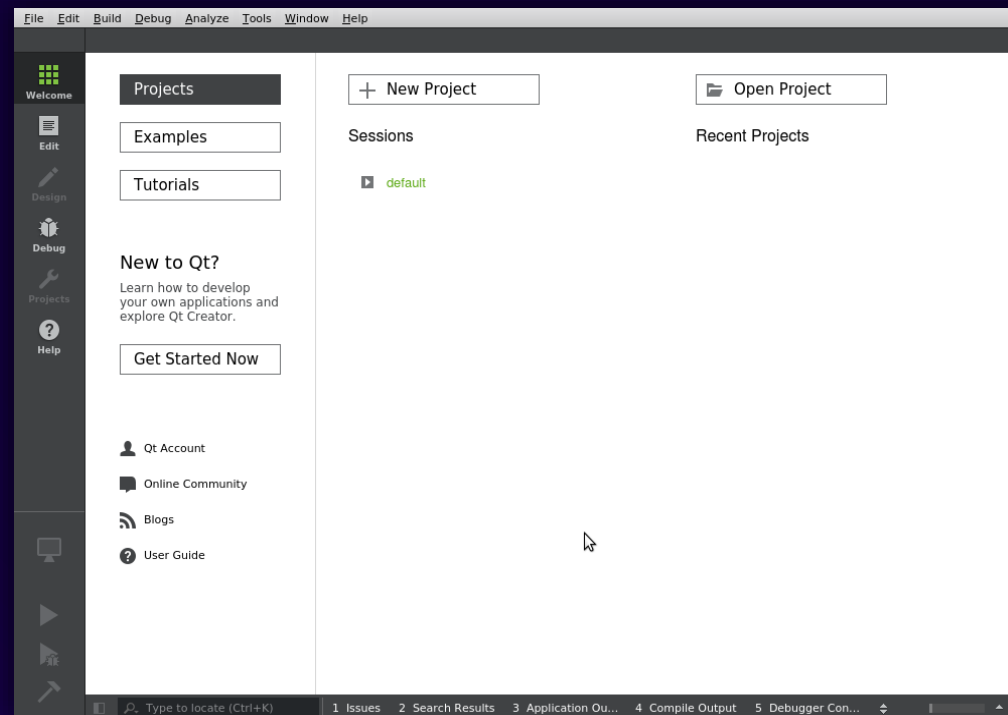 File Edit Build Debug Analyze Tools Window Help
Welcome
Edit
Design
Debug
Projects
Help
Projects
Examples
Tutorials
New to Qt?
Learn how to develop
your own applications and
explore Qt Creator.
Get Started Now
Qt Account
Online Community
Blogs
User Guide
New Project
Open Project
Sessions
Recent Projects
default
Type to locate (Ctrl+K)
1 Issues 2 Search Results 3 Application Ou... 4 Compile Output 5 Debugger Con...